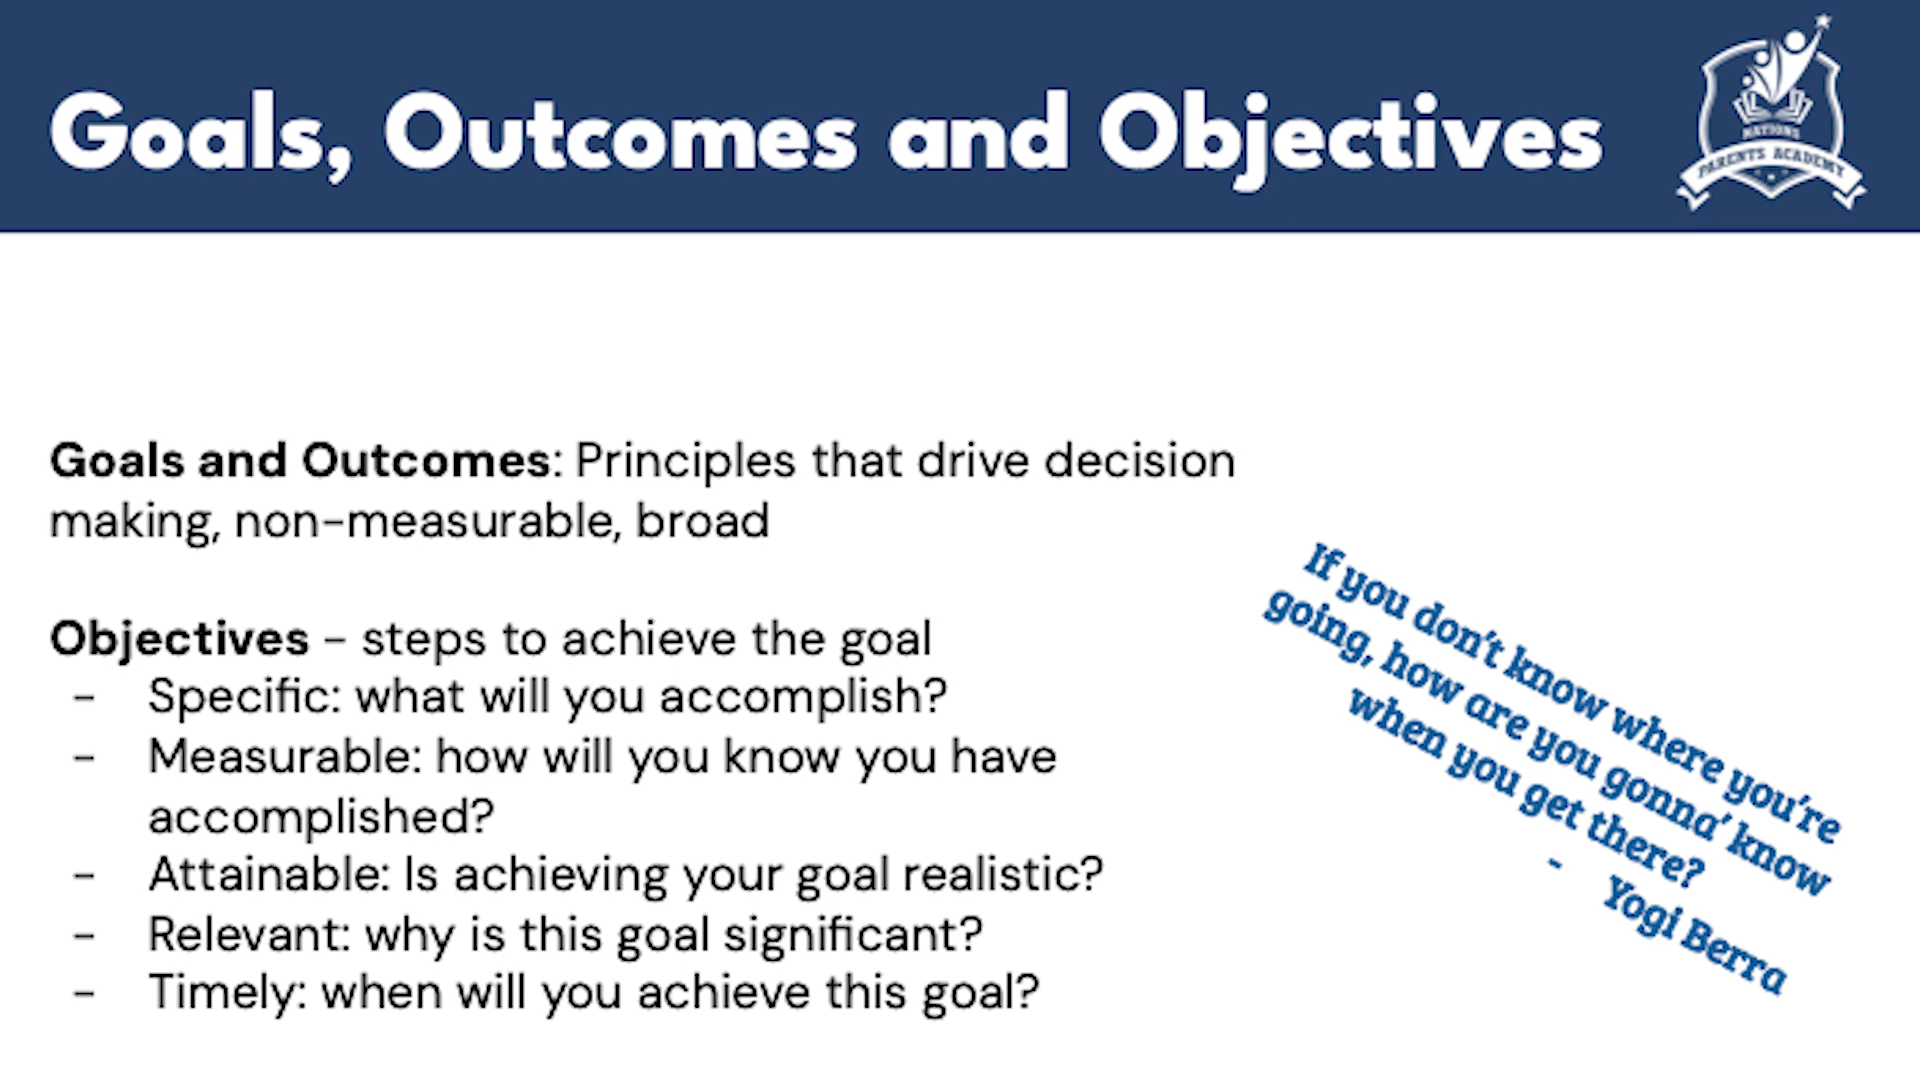 Goals, Outcomes and Objectives
NATIONS
PARENTS ACADEMY
Goals and Outcomes: Principles that drive decision
making, non-measurable, broad
Objectives - steps to achieve the goal
- Specific: what will you accomplish?
- Measurable: how will you know you have
accomplished?
- Attainable: Is achieving your goal realistic?
- Relevant: why is this goal significant?
- Timely: when will you achieve this goal?
If you don't know where you're
going, how are you gonna' know
when you get there?
- Yogi Berra